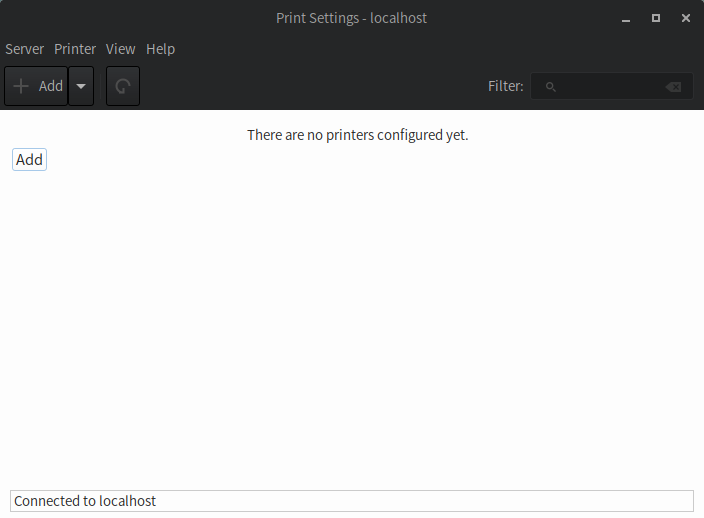 Print Settings - localhost
Server Printer View Help
Add Filter:
There are no printers configured yet.
Add
Connected to localhost